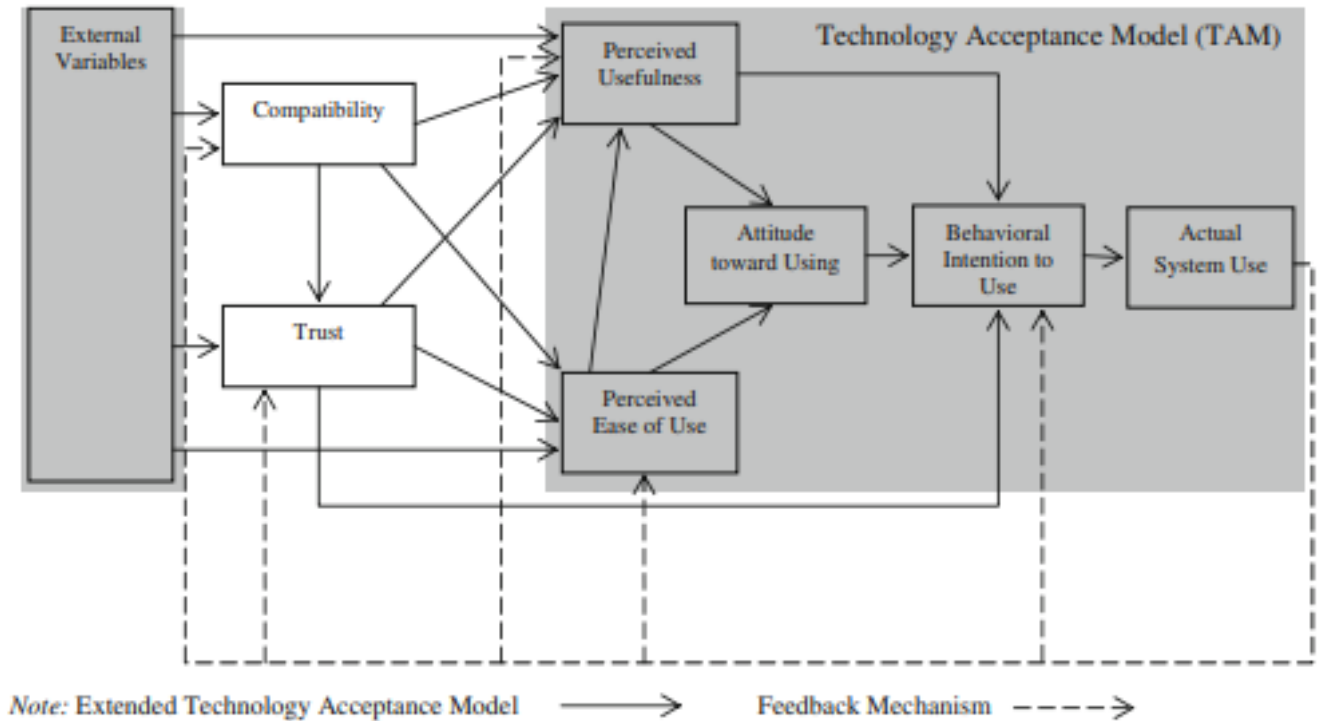 External
Variables
Compatibility
Trust
Perceived
Usefulness
Technology Acceptance Model (TAM)
Attitude
toward Using
Behavioral
Intention to
Use
Actual
System Use
Perceived
Ease of Use
Note: Extended Technology Acceptance Model
Feedback Mechanism